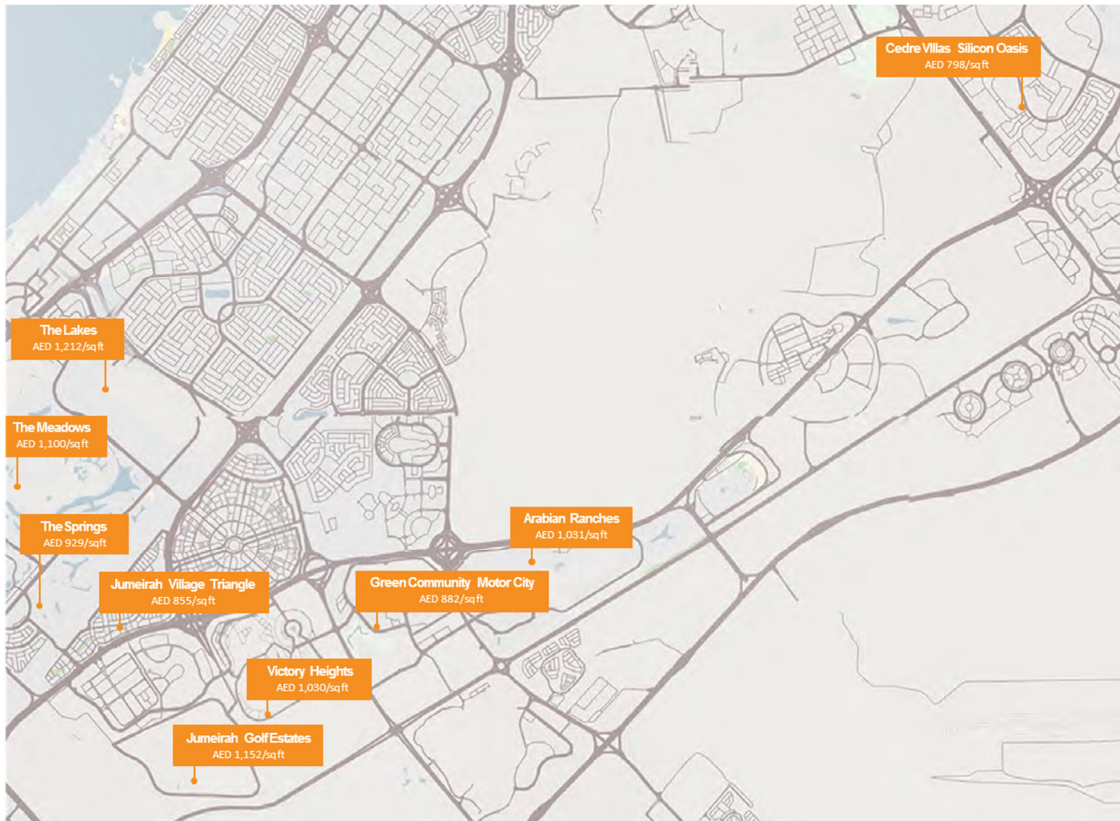 Cedre Villas Silicon Oasis
AED 798/sqft
The Lakes
AED 1,212/sqft
The Meadows
AED 1,100/sqft
The Springs
AED 929/sqft
Arabian Ranches
AED 1,031/sqft
Jumeirah Village Triangle
AED 855/sqft
Green Community Motor City
AED 882/sqft
Victory Heights
AED 1,030/sqft
Jumeirah Golf Estates
AED 1,152/sqft